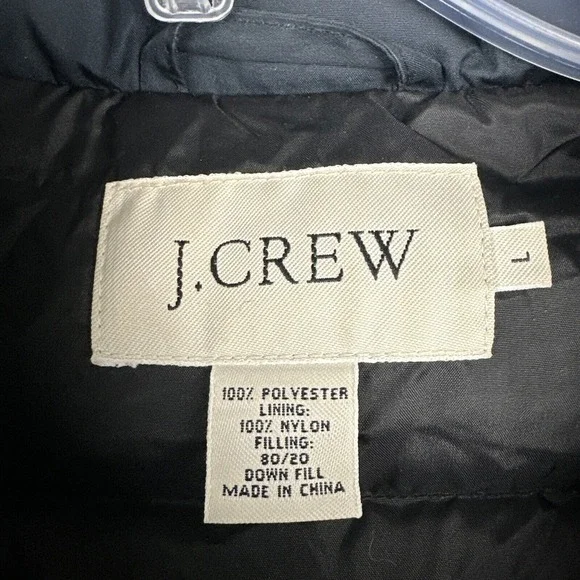 J.CREW
L
100% POLYESTER
LINING:
100% NYLON
FILLING:
80/20
DOWN FILL
MADE IN CHINA